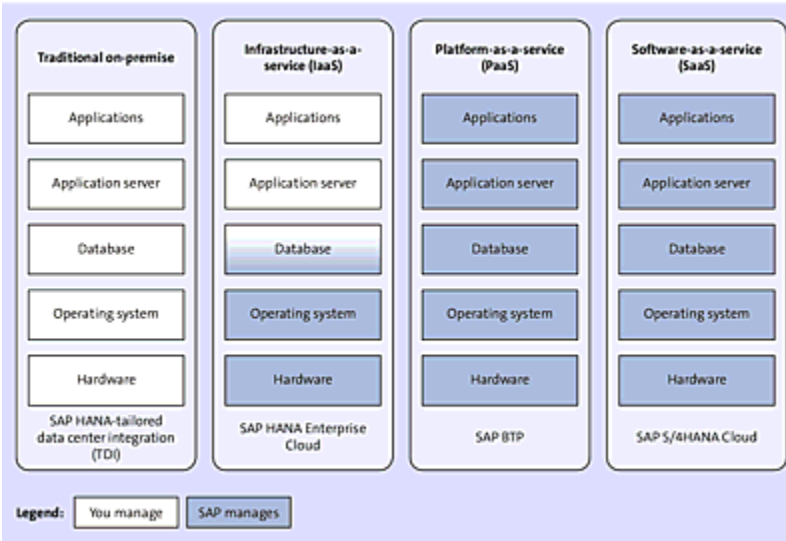 Traditional on-premise
Applications
Application server
Database
Operating system
Hardware
SAP HANA-tailored
data center integration
(TDI)
Infrastructure-as-a-
service (IaaS)
Applications
Application server
Database
Operating system
Hardware
SAP HANA Enterprise
Cloud
Platform-as-a-service
(PaaS)
Applications
Application server
Database
Operating system
Hardware
SAP BTP
Software-as-a-service
(SaaS)
Applications
Application server
Database
Operating system
Hardware
SAP S/4HANA Cloud
Legend:
You manage
SAP manages